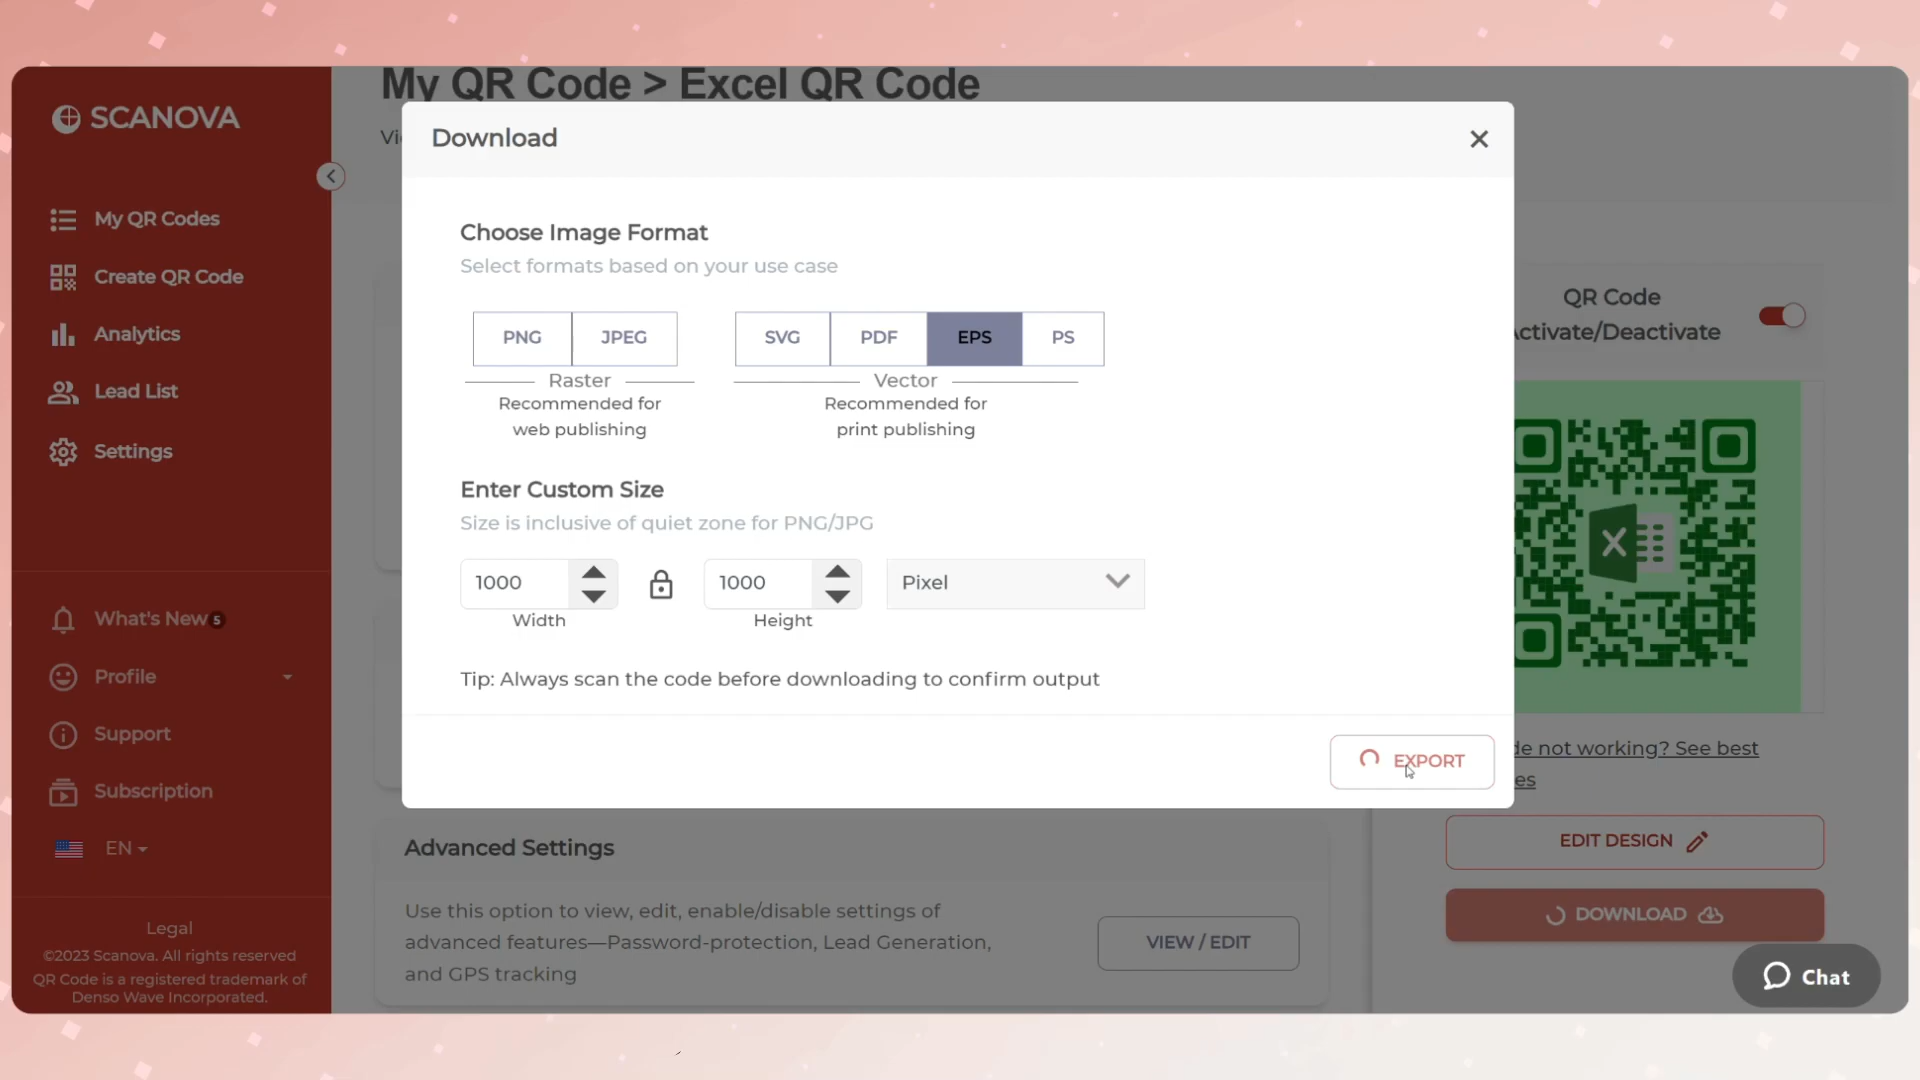 My QR Code > Excel QR Code
SCANOVA
My QR Codes
Create QR Code
Analytics
Lead List
Settings
What's New 5
Profile
Support
Subscription
EN
Legal
©2023 Scanova. All rights reserved
QR Code is a registered trademark of
Denso Wave Incorporated.
Download
Choose Image Format
Select formats based on your use case
PNG JPEG SVG PDF EPS PS
Raster Vector
Recommended for Recommended for
web publishing print publishing
Enter Custom Size
Size is inclusive of quiet zone for PNG/JPG
1000 1000 Pixel
Width Height
Tip: Always scan the code before downloading to confirm output
EXPORT
Advanced Settings
Use this option to view, edit, enable/disable settings of
advanced features—Password-protection, Lead Generation,
and GPS tracking
VIEW / EDIT
QR Code
ctivate/Deactivate
X
not working? See best
EDIT DESIGN
DOWNLOAD
Chat